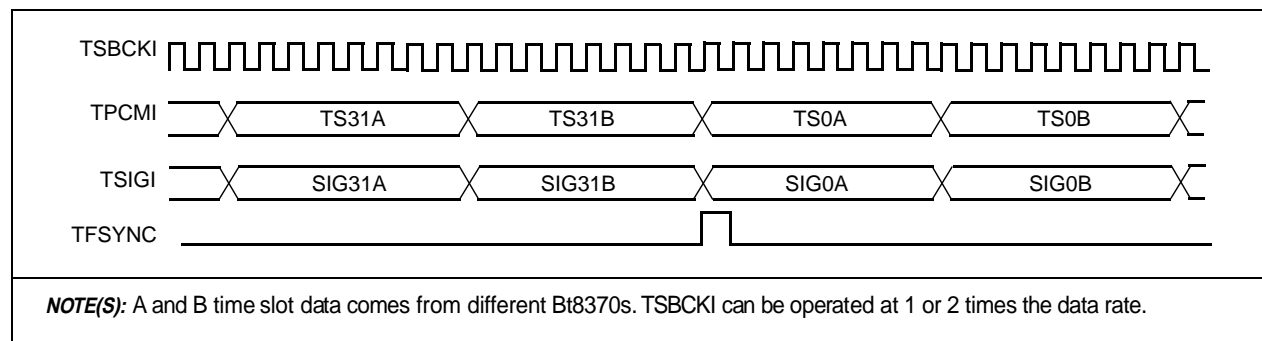 TSBCKI
TPCMI TS31A TS31B TS0A TS0B
TSIGI SIG31A SIG31B SIG0A SIG0B
TFSYNC
NOTE(S): A and B time slot data comes from different Bt8370s. TSBCKI can be operated at 1 or 2 times the data rate.